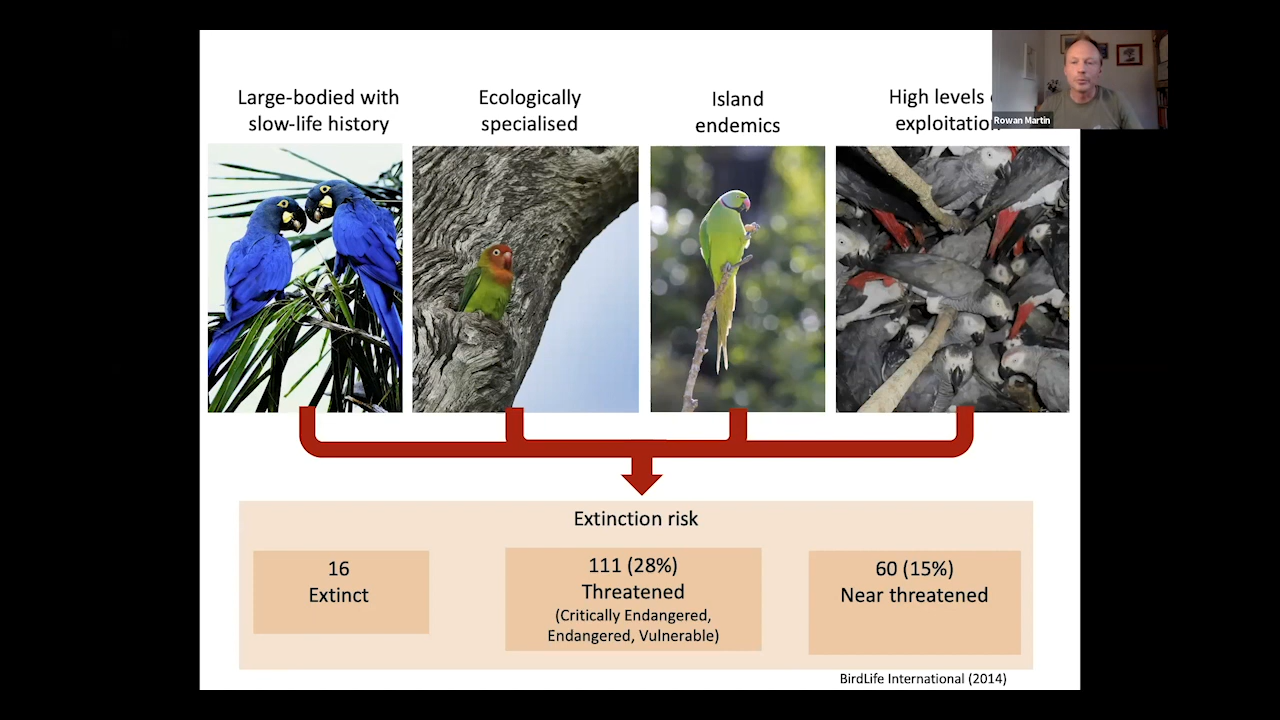 Large-bodied with
slow-life history
Ecologically
specialised
Island
endemics
High levels
exploitation
Rowan Martin
Extinction risk
16
Extinct
111 (28%)
Threatened
(Critically Endangered,
Endangered, Vulnerable)
60 (15%)
Near threatened
BirdLife International (2014)